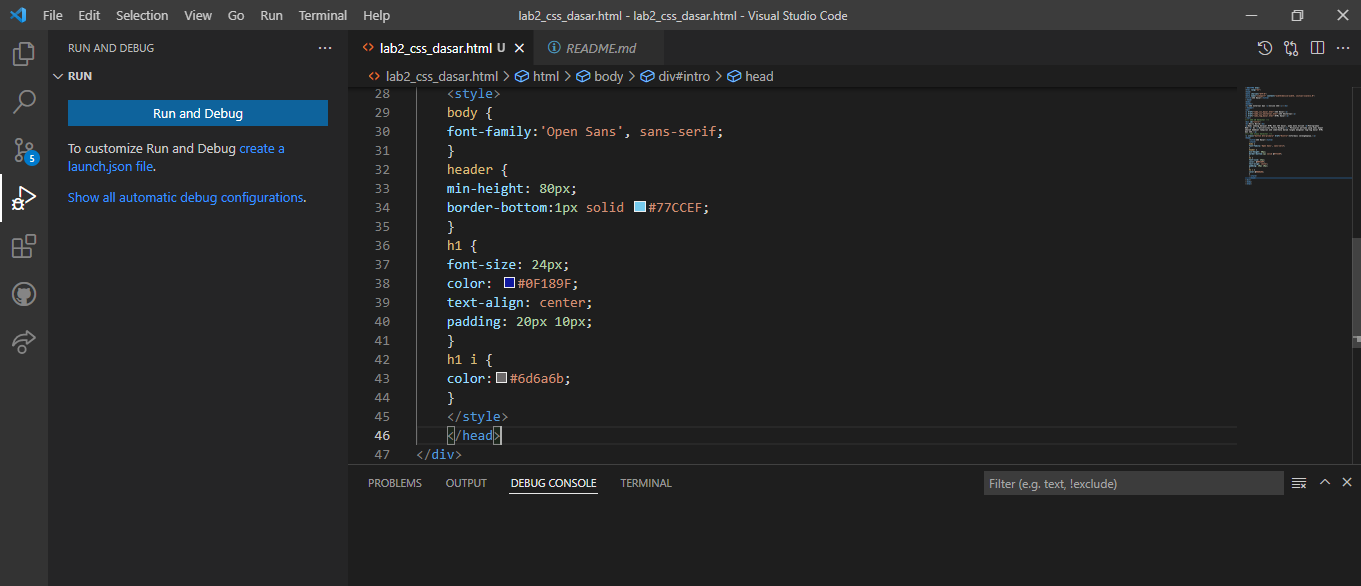 File Edit Selection View Go Run Terminal Help lab2_css_dasar.html - lab2_css_dasar.html - Visual Studio Code
RUN AND DEBUG
RUN
Run and Debug
To customize Run and Debug create a
launch.json file.
Show all automatic debug configurations.
5
lab2_css_dasar.html U README.md
lab2_css_dasar.html > html > body > div#intro > head
28 <style>
29 body {
30 font-family:'Open Sans', sans-serif;
31 }
32 header {
33 min-height: 80px;
34 border-bottom:1px solid #77CCEF;
35 }
36 h1 {
37 font-size: 24px;
38 color: #0F189F;
39 text-align: center;
40 padding: 20px 10px;
41 }
42 h1 i {
43 color:#6d6a6b;
44 }
45 </style>
46 </head>
47 </div>
PROBLEMS OUTPUT DEBUG CONSOLE TERMINAL Filter (e.g. text, !exclude)